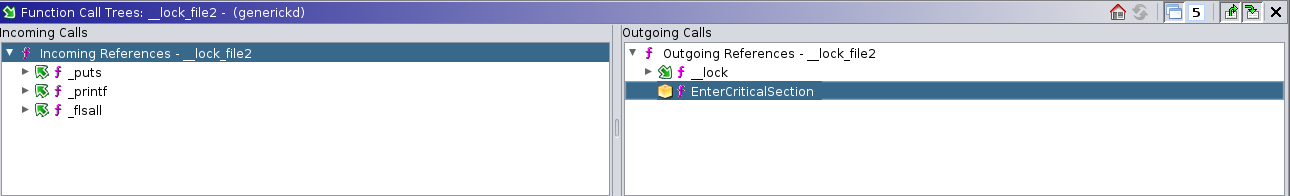 Function Call Trees: __lock_file2 - (generickd)
5
Incoming Calls
Incoming References - __lock_file2
_puts
_printf
_flsall
Outgoing Calls
Outgoing References - __lock_file2
__lock
EnterCriticalSection